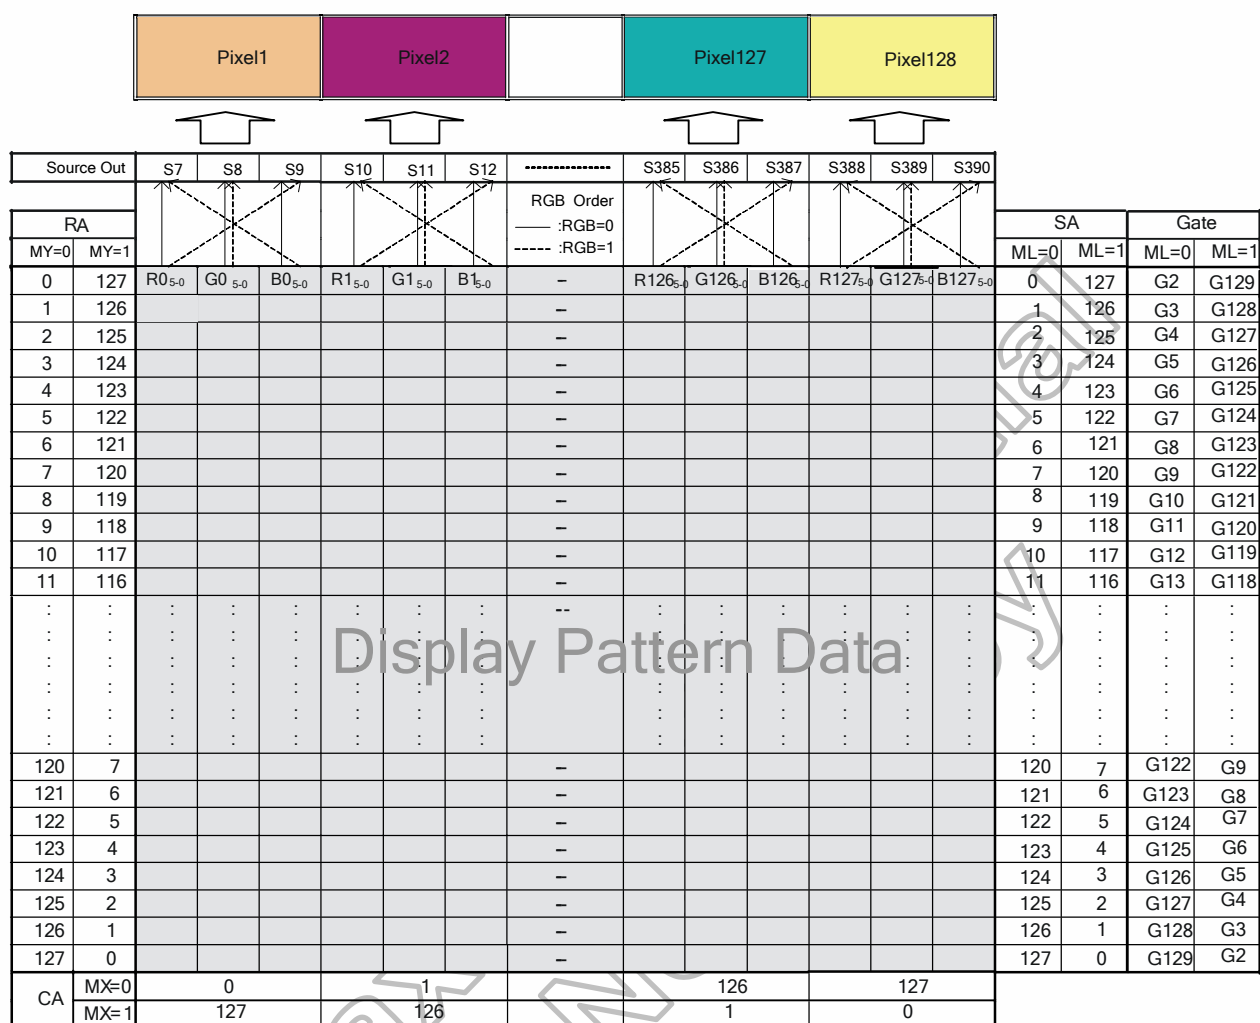 Pixel1 Pixel2 Pixel127 Pixel128
Source Out S7 S8 S9 S10 S11 S12 --------------- S385 S386 S387 S388 S389 S390
RGB Order
:RGB=0
:RGB=1
RA SA Gate
MY=0 MY=1 ML=0 ML=1 ML=0 ML=1
0 127 R0 5-0 G0 5-0 B0 5-0 R1 5-0 G1 5-0 B1 5-0 – R126 5-0 G126 5-0 B126 5-0 R127 5-0 G127 5-0 B127 5-0 0 127 G2 G129
1 126 – 1 126 G3 G128
2 125 – 2 125 G4 G127
3 124 – 3 124 G5 G126
4 123 – 4 123 G6 G125
5 122 – 5 122 G7 G124
6 121 – 6 121 G8 G123
7 120 – 7 120 G9 G122
8 119 – 8 119 G10 G121
9 118 – 9 118 G11 G120
10 117 – 10 117 G12 G119
11 116 – 11 116 G13 G118
: : : : : : : : -- : : : : : : : : : :
Display Pattern Data
120 7 – 120 7 G122 G9
121 6 – 121 6 G123 G8
122 5 – 122 5 G124 G7
123 4 – 123 4 G125 G6
124 3 – 124 3 G126 G5
125 2 – 125 2 G127 G4
126 1 – 126 1 G128 G3
127 0 – 127 0 G129 G2
CA MX=0 0 1 126 127
MX=1 127 126 1 0